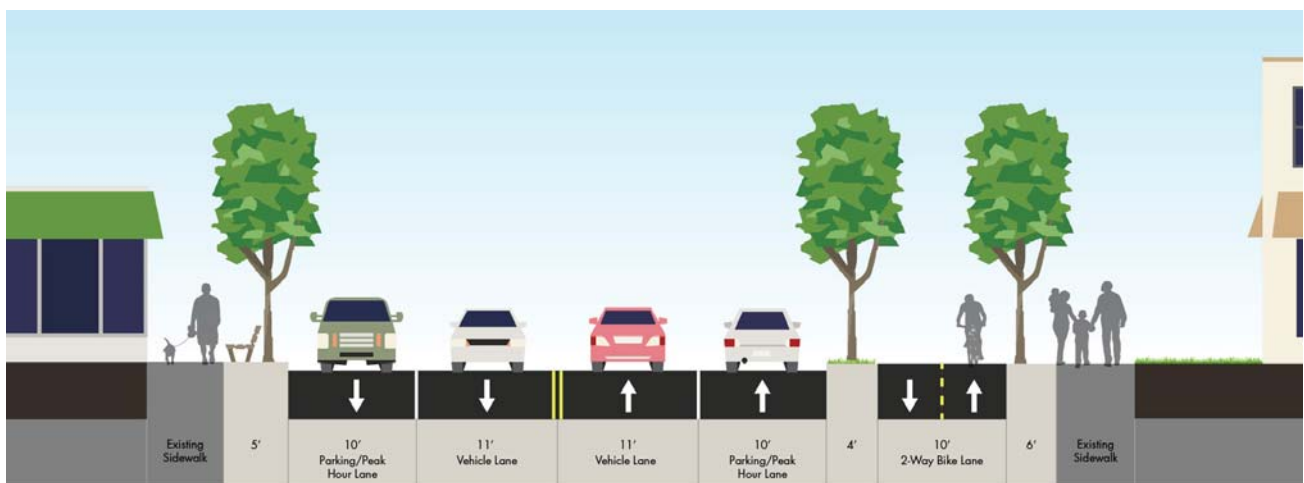 Existing
Sidewalk
5'
10'
Parking/Peak
Hour Lane
11'
Vehicle Lane
11'
Vehicle Lane
10'
Parking/Peak
Hour Lane
4'
10'
2-Way Bike Lane
6'
Existing
Sidewalk